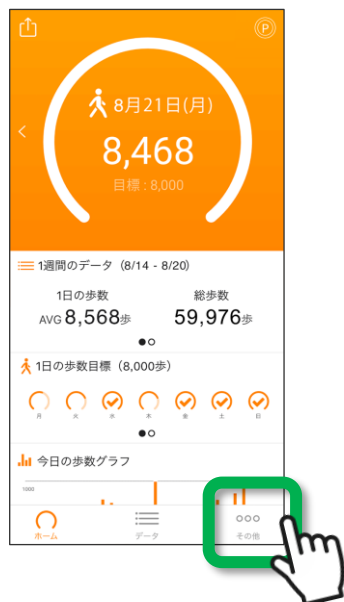 P
8月21日(月)
8,468
目標 : 8,000
1週間のデータ（8/14 - 8/20）
1日の歩数 総歩数
AVG 8,568歩 59,976歩
1日の歩数目標（8,000歩）
月 火 水 木 金 土 日
今日の歩数グラフ
1000
ホーム データ その他